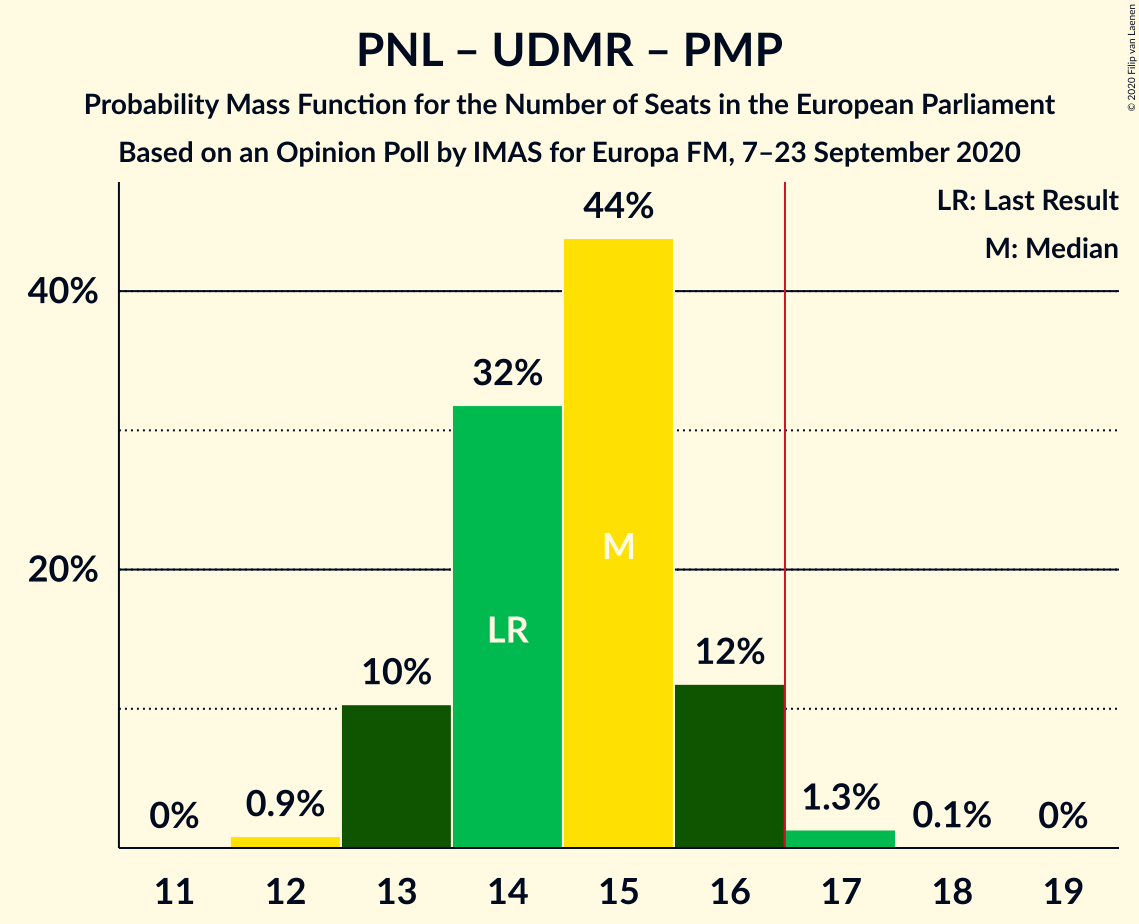 PNL – UDMR – PMP
Probability Mass Function for the Number of Seats in the European Parliament
Based on an Opinion Poll by IMAS for Europa FM, 7–23 September 2020
© 2020 Filip van Laenen
LR: Last Result
M: Median
44%
40%
32%
M
20%
LR
12%
10%
1.3%
0.9%
0%
0.1%
0%
11 12 13 14 15 16 17 18 19